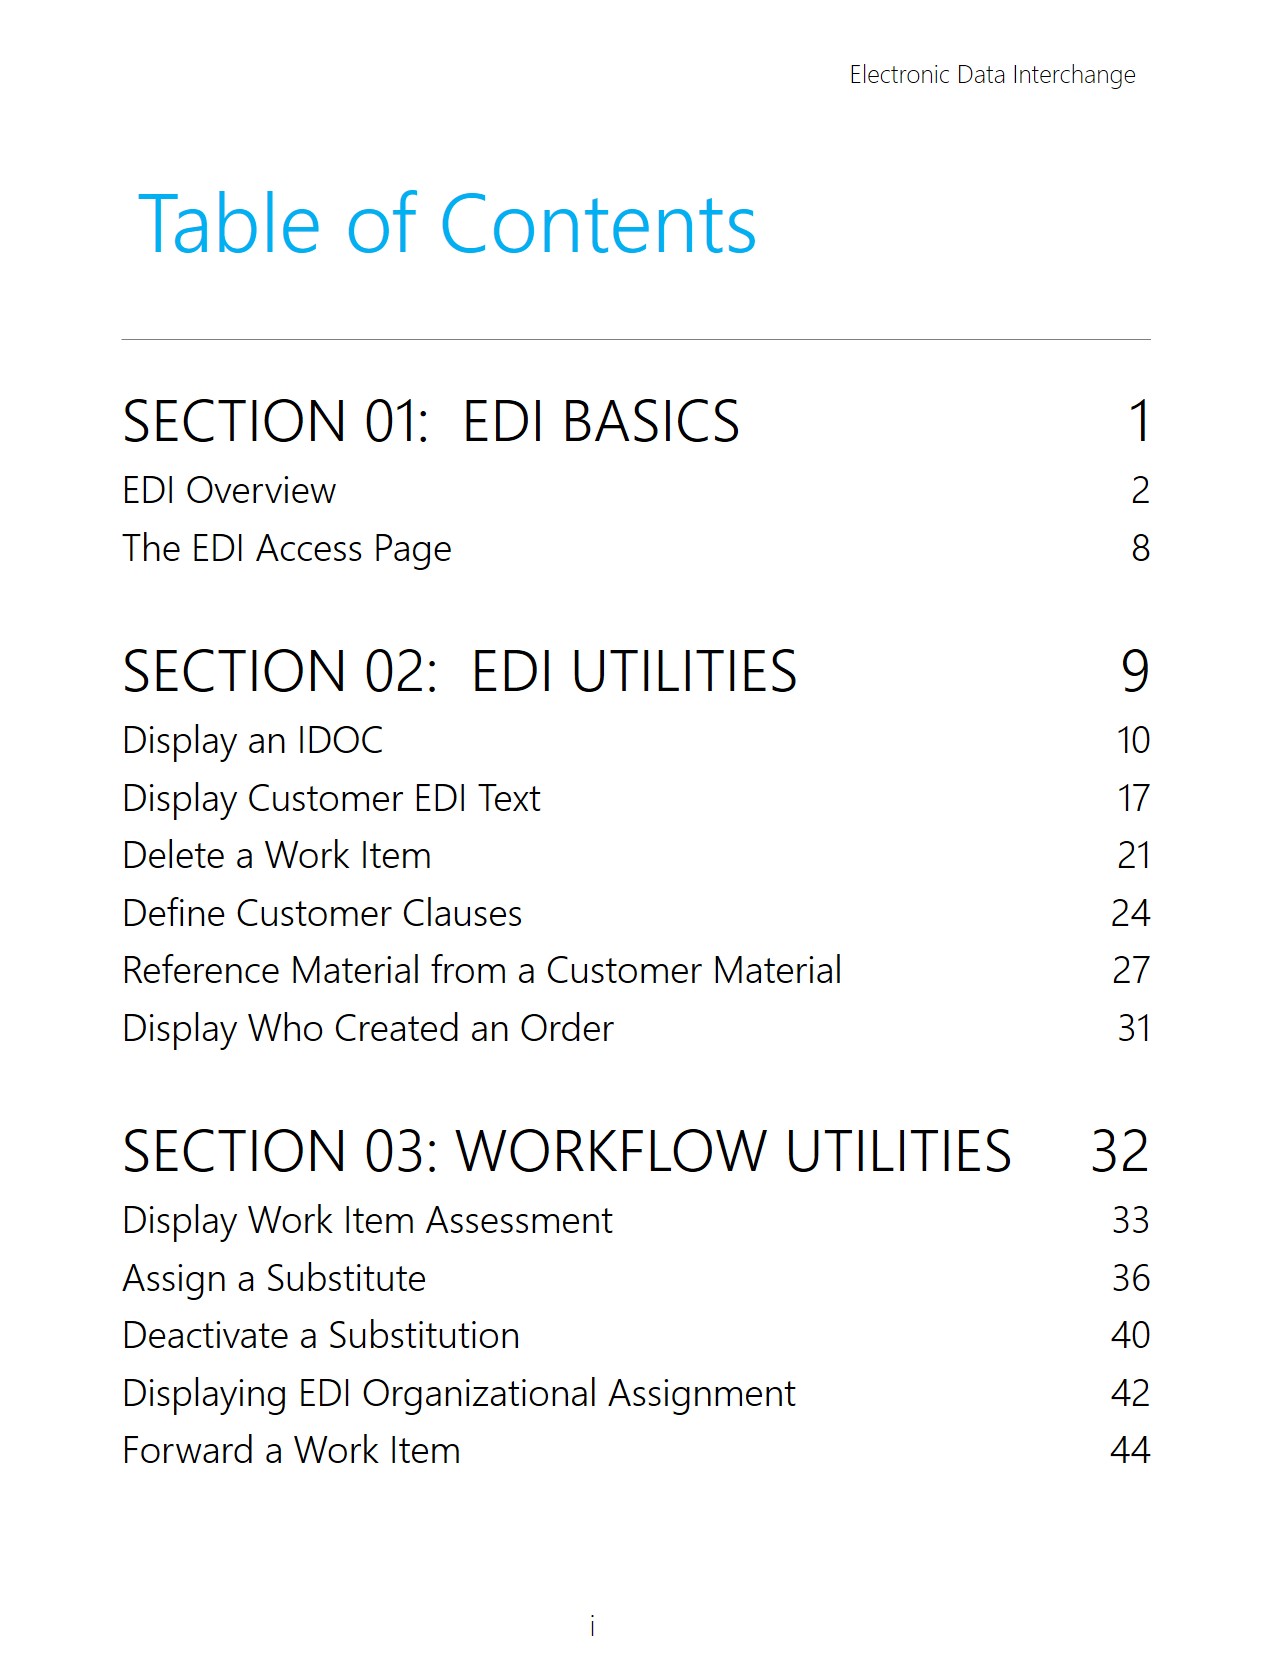 Electronic Data Interchange
Table of Contents
SECTION 01: EDI BASICS 1
EDI Overview 2
The EDI Access Page 8
SECTION 02: EDI UTILITIES 9
Display an IDOC 10
Display Customer EDI Text 17
Delete a Work Item 21
Define Customer Clauses 24
Reference Material from a Customer Material 27
Display Who Created an Order 31
SECTION 03: WORKFLOW UTILITIES 32
Display Work Item Assessment 33
Assign a Substitute 36
Deactivate a Substitution 40
Displaying EDI Organizational Assignment 42
Forward a Work Item 44
i